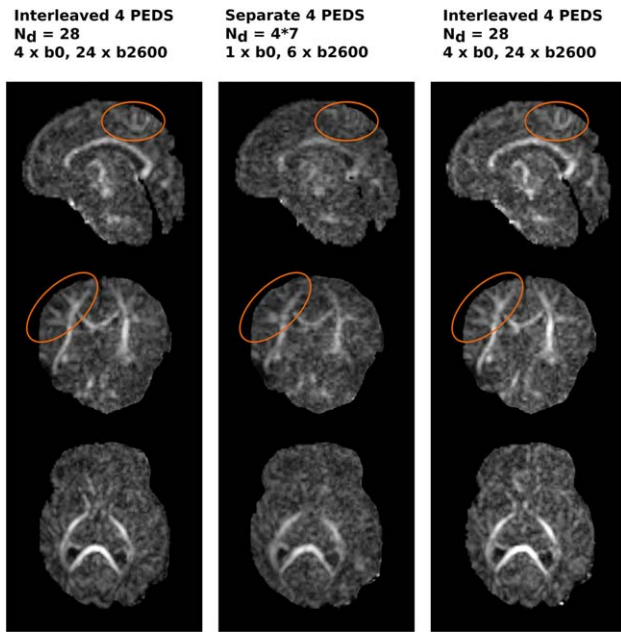 Interleaved 4 PEDS
Nd = 28
4 x b0, 24 x b2600
Separate 4 PEDS
Nd = 4*7
1 x b0, 6 x b2600
Interleaved 4 PEDS
Nd = 28
4 x b0, 24 x b2600